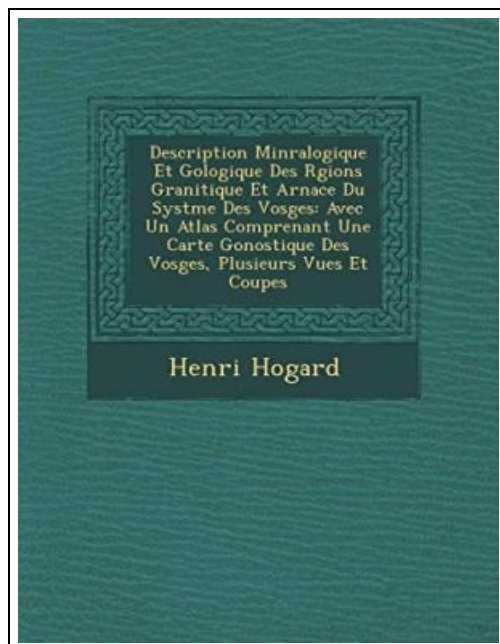 Description Minralogique
Et Gologique Des Rgions
Granitique Et Arnace Du
Systme Des Vosges: Avec
Un Atlas Comprenant Une
Carte Gonostique Des
Vosges, Plusieurs Vues Et
Coupes
Henri Hogard